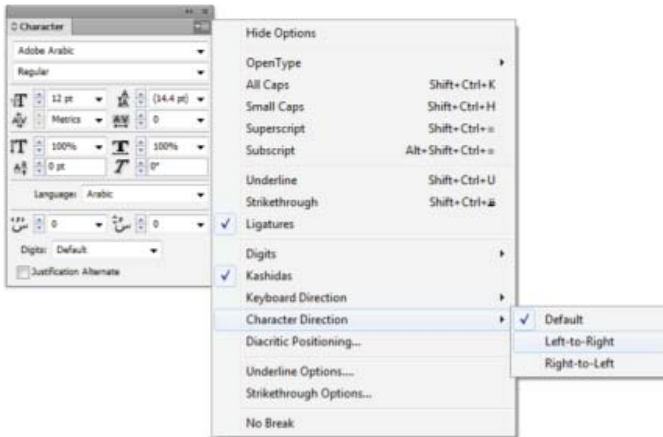 Character
Adobe Arabic
Regular
12 pt (14.4 pt)
Metrics 0
100% 100%
0 pt 0°
Language: Arabic
0 0
Digits: Default
Justification Alternate
Hide Options
OpenType
All Caps Shift+Ctrl+K
Small Caps Shift+Ctrl+H
Superscript Shift+Ctrl+=
Subscript Alt+Shift+Ctrl+=
Underline Shift+Ctrl+U
Strikethrough Shift+Ctrl+
Ligatures
Digits
Kashidas
Keyboard Direction
Character Direction
Diacritic Positioning...
Underline Options....
Strikethrough Options...
No Break
Default
Left-to-Right
Right-to-Left